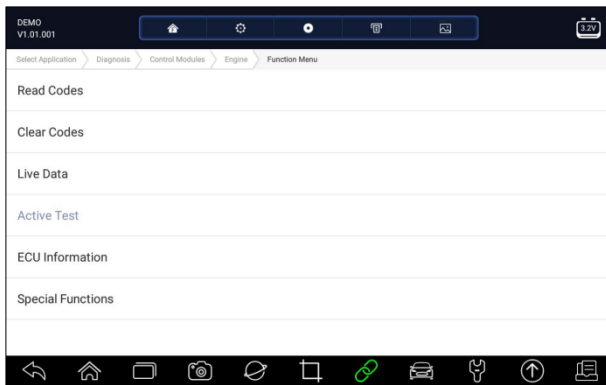 DEMO
V1.01.001
3.2V
Select Application Diagnosis Control Modules Engine Function Menu
Read Codes
Clear Codes
Live Data
Active Test
ECU Information
Special Functions